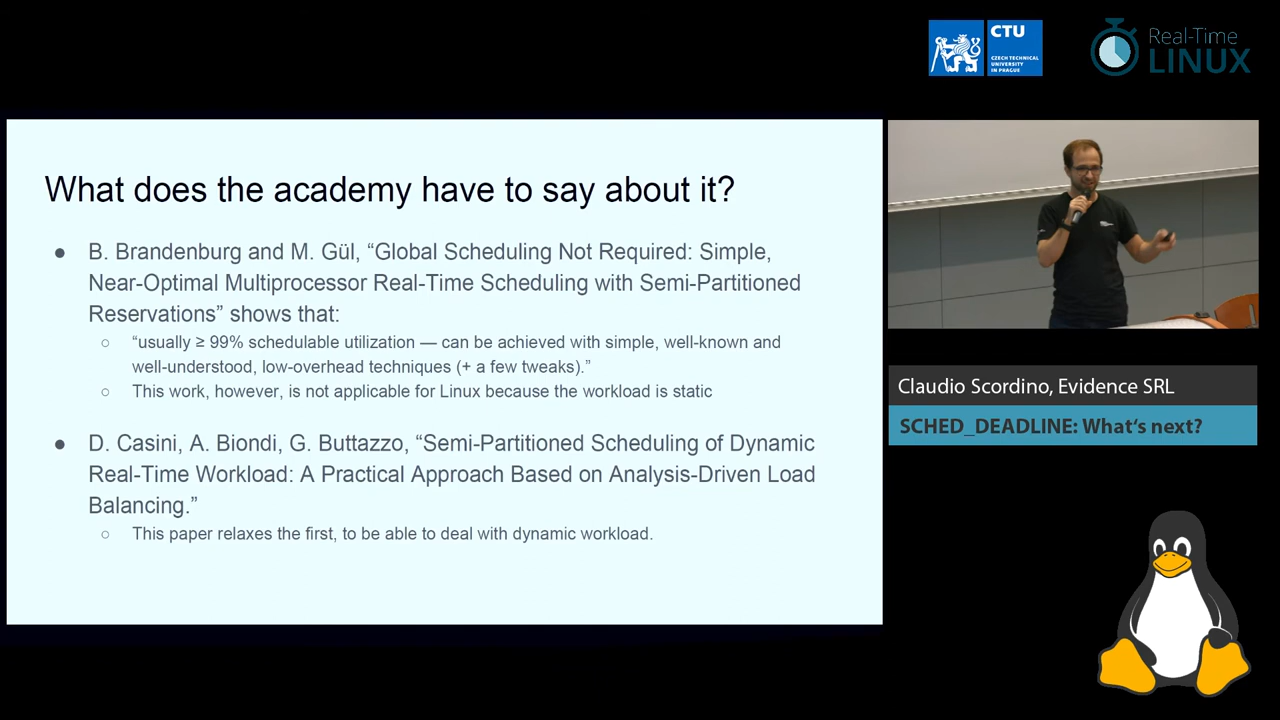 CTU
CZECH TECHNICAL
UNIVERSITY
IN PRAGUE
Real-Time
LINUX
What does the academy have to say about it?
● B. Brandenburg and M. Gül, “Global Scheduling Not Required: Simple,
Near-Optimal Multiprocessor Real-Time Scheduling with Semi-Partitioned
Reservations” shows that:
○ “usually ≥ 99% schedulable utilization — can be achieved with simple, well-known and
well-understood, low-overhead techniques (+ a few tweaks).”
○ This work, however, is not applicable for Linux because the workload is static
● D. Casini, A. Biondi, G. Buttazzo, “Semi-Partitioned Scheduling of Dynamic
Real-Time Workload: A Practical Approach Based on Analysis-Driven Load
Balancing.”
○ This paper relaxes the first, to be able to deal with dynamic workload.
Claudio Scordino, Evidence SRL
SCHED_DEADLINE: What‘s next?